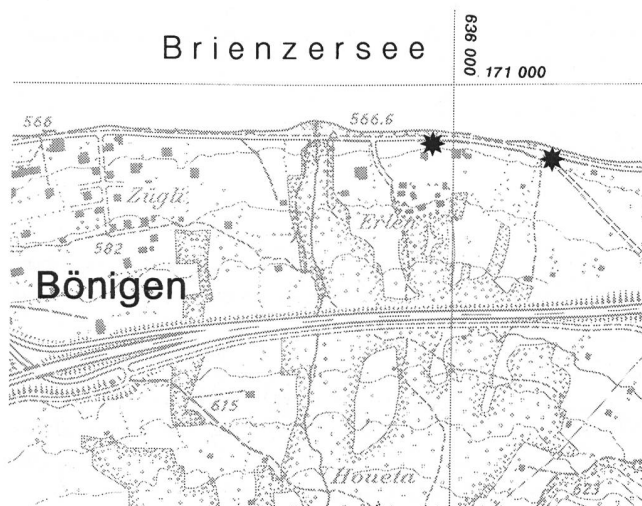 Brienzersee
636 000
171 000
566
566.6
Zügli
Erlen
582
Bönigen
615
Houeta
623